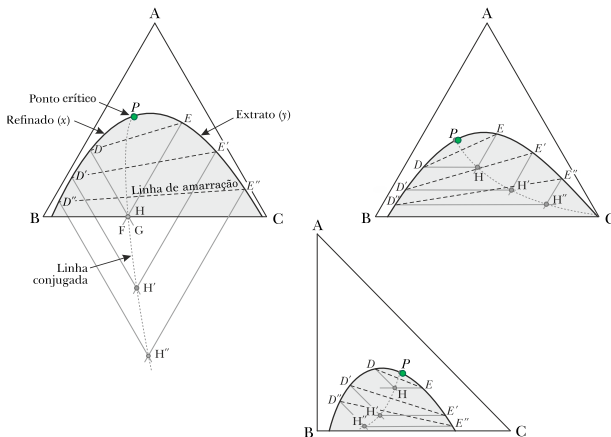 A
Ponto crítico
P
Refinado (x)
Extrato (y)
D
E
D′
E′
Linha de amarração
D″
E″
B
H
C
F G
Linha
conjugada
H′
H″
A
P
E
D
E′
H
E″
D′
H′
D″
H″
B
C
A
D
P
D′
E
H
D″
H′
E′
H″
E″
B
C